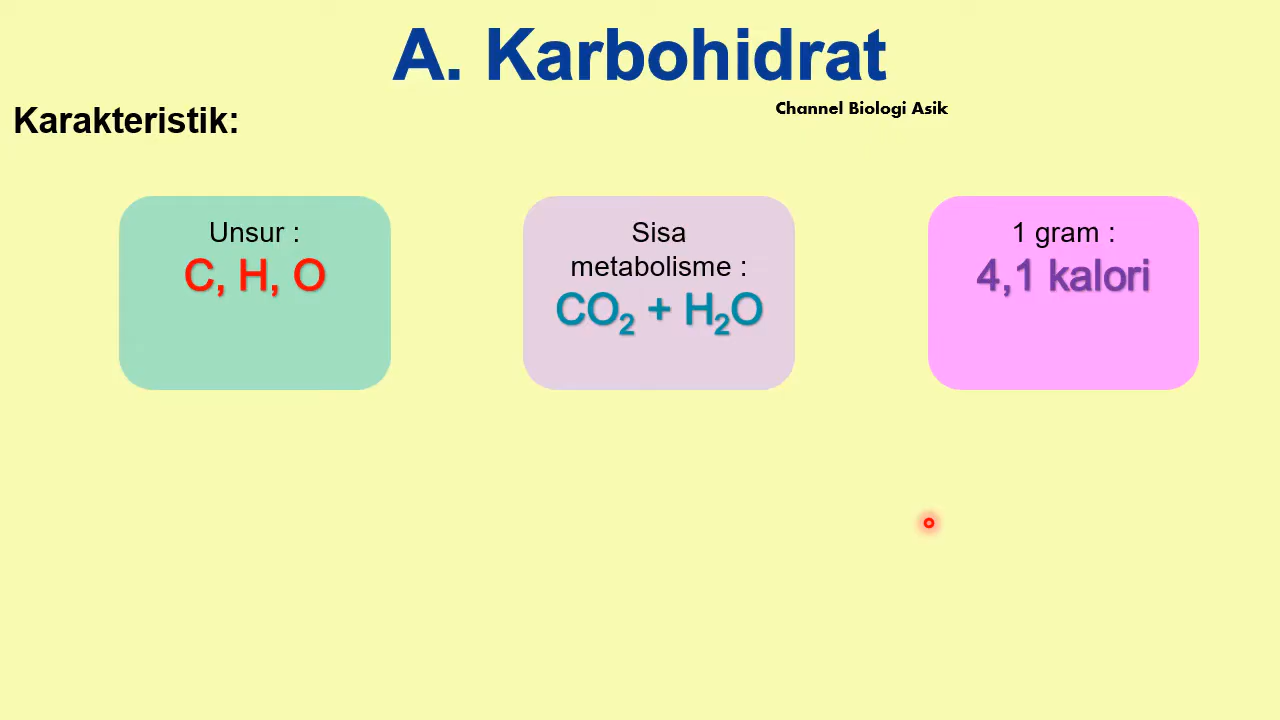 A. Karbohidrat
Channel Biologi Asik
Karakteristik:
Unsur :
C, H, O
Sisa
metabolisme :
CO₂ + H₂O
1 gram :
4,1 kalori